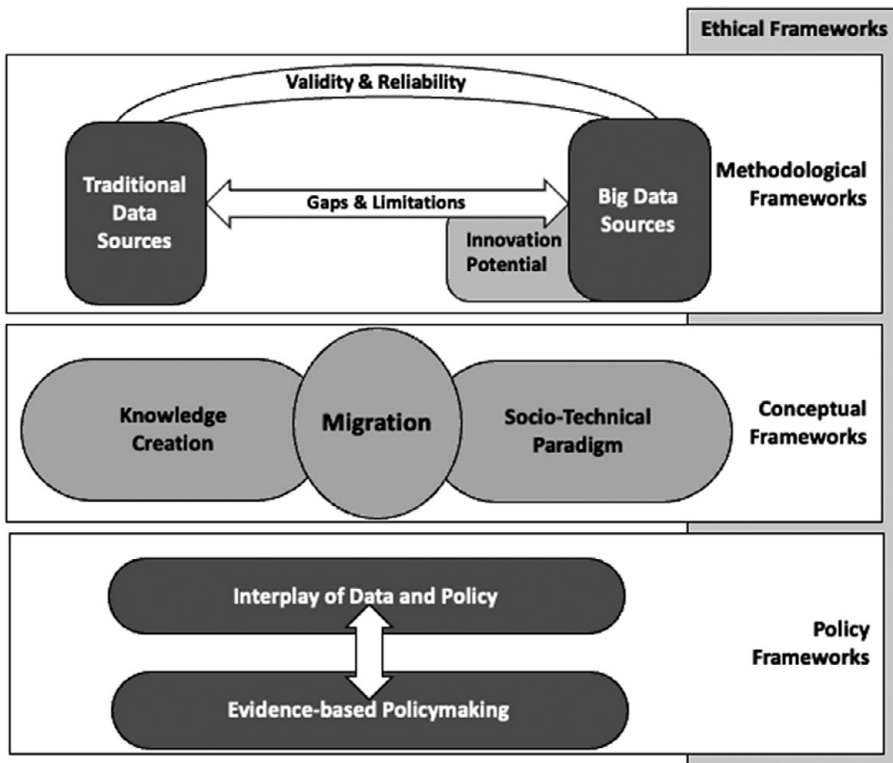 Ethical Frameworks
Validity & Reliability
Traditional
Data
Sources
Gaps & Limitations
Big Data
Sources
Innovation
Potential
Methodological
Frameworks
Knowledge
Creation
Migration
Socio-Technical
Paradigm
Conceptual
Frameworks
Interplay of Data and Policy
Evidence-based Policymaking
Policy
Frameworks